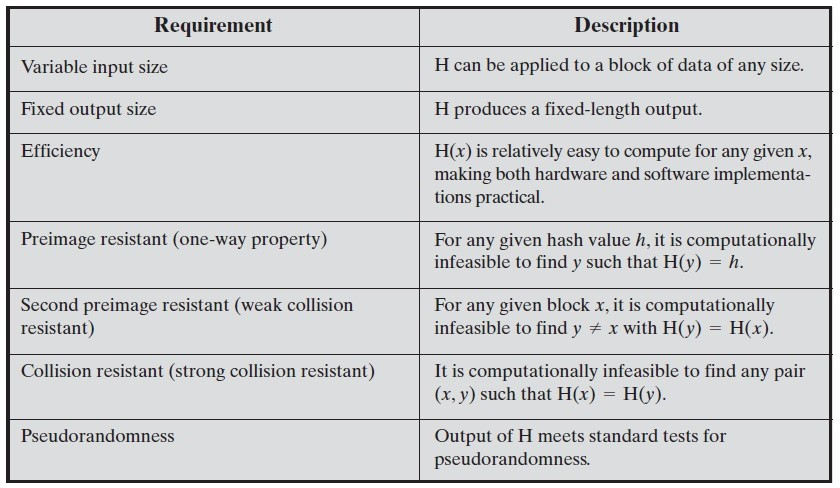 Requirement Description
Variable input size H can be applied to a block of data of any size.
Fixed output size H produces a fixed-length output.
Efficiency H(x) is relatively easy to compute for any given x,
making both hardware and software implementa-
tions practical.
Preimage resistant (one-way property) For any given hash value h, it is computationally
infeasible to find y such that H(y) = h.
Second preimage resistant (weak collision
resistant)
For any given block x, it is computationally
infeasible to find y ≠ x with H(y) = H(x).
Collision resistant (strong collision resistant) It is computationally infeasible to find any pair
(x, y) such that H(x) = H(y).
Pseudorandomness Output of H meets standard tests for
pseudorandomness.